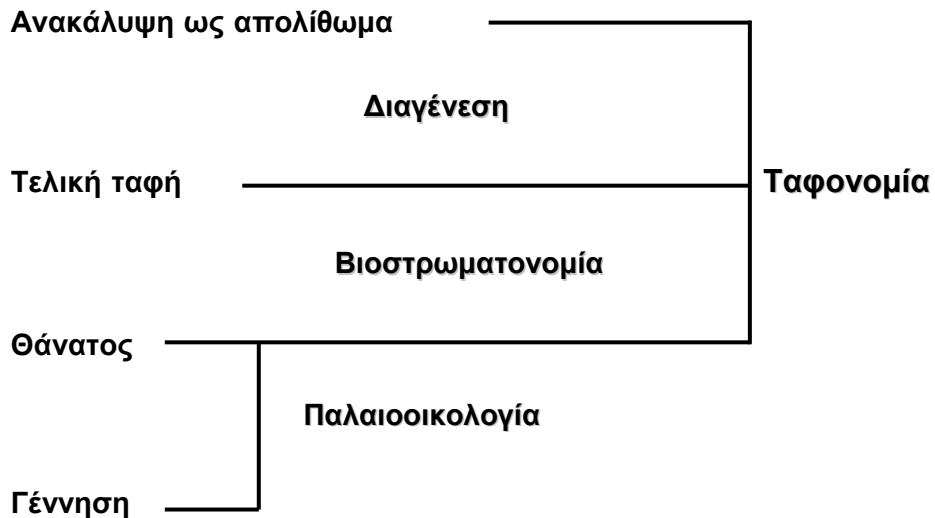 Ανακάλυψη ως απολίθωμα
Διαγένεση
Τελική ταφή
Ταφονομία
Βιοστρωματονομία
Θάνατος
Παλαιοοικολογία
Γέννηση